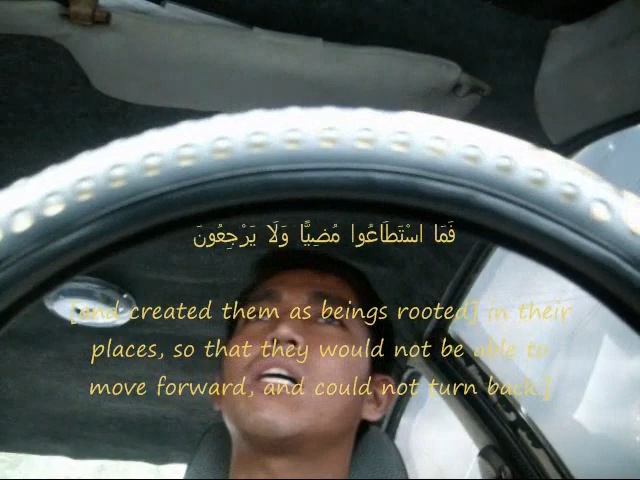 فَمَا اسْتَطَاعُوا مُضِيًّا وَلَا يَرْجِعُونَ
[and created them as beings rooted] in their
places, so that they would not be able to
move forward, and could not turn back.]